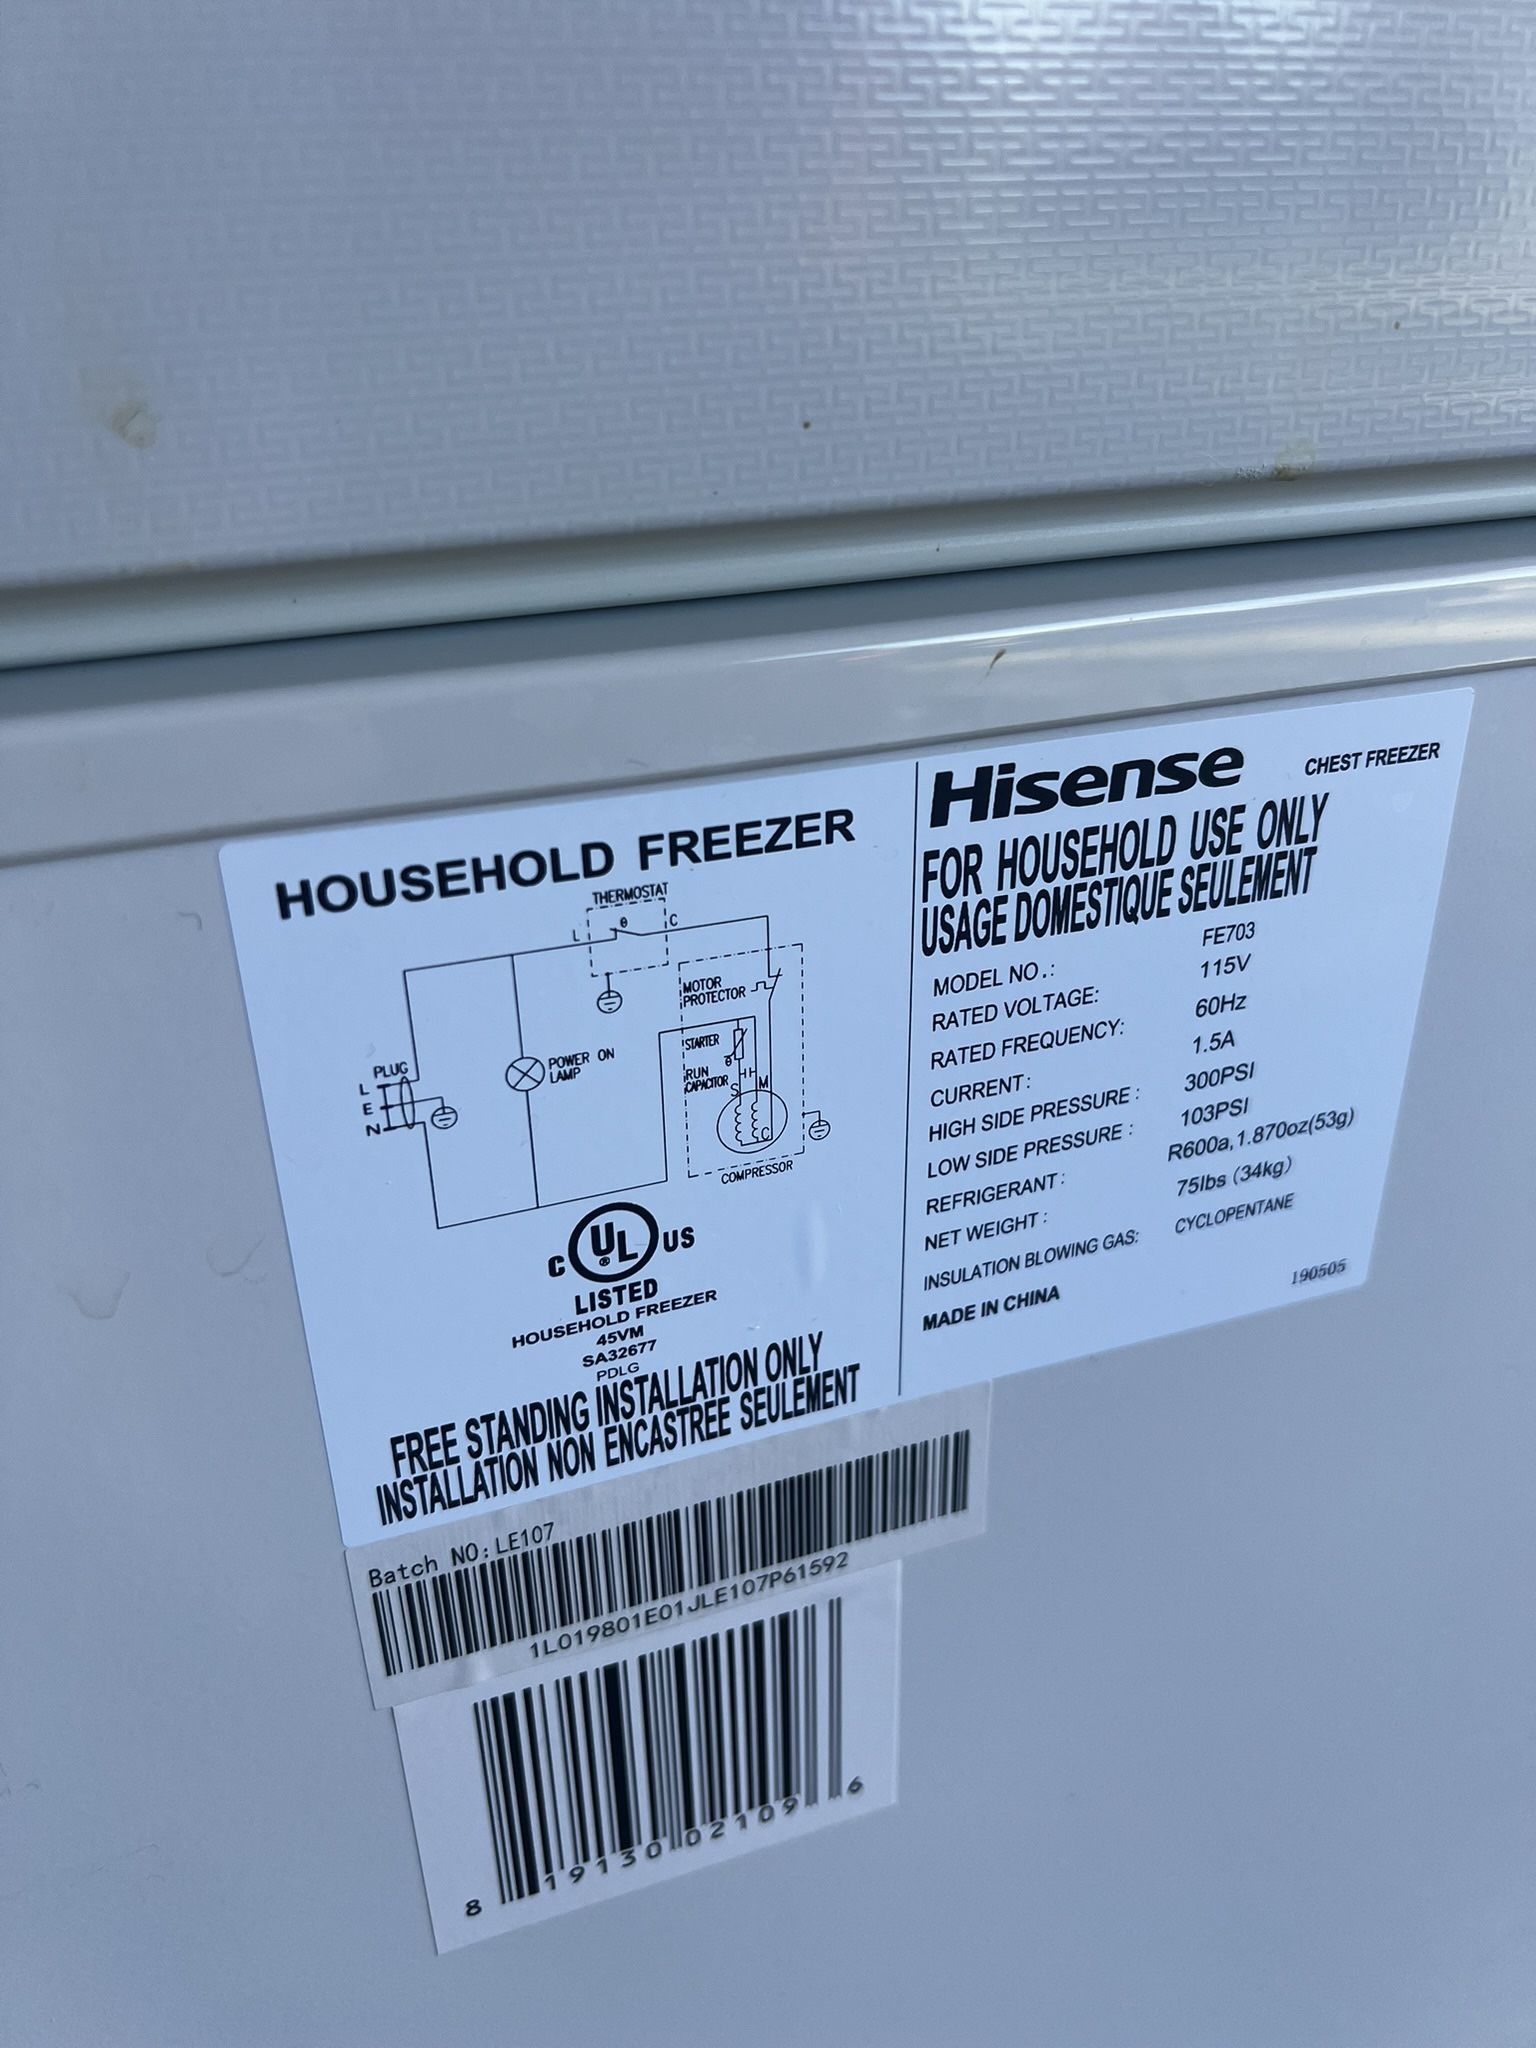 HOUSEHOLD FREEZER
THERMOSTAT
L θ C
MOTOR
PROTECTOR
STARTER
θ
RUN
CAPACITOR
S M
C
COMPRESSOR
POWER ON
LAMP
PLUG
L
E
N
C UL US
®
LISTED
HOUSEHOLD FREEZER
45VM
SA32677
PDLG
FREE STANDING INSTALLATION ONLY
INSTALLATION NON ENCASTREE SEULEMENT
Hisense CHEST FREEZER
FOR HOUSEHOLD USE ONLY
USAGE DOMESTIQUE SEULEMENT
MODEL NO.: FE703
RATED VOLTAGE: 115V
RATED FREQUENCY: 60Hz
CURRENT: 1.5A
HIGH SIDE PRESSURE: 300PSI
LOW SIDE PRESSURE: 103PSI
REFRIGERANT: R600a,1.870oz(53g)
NET WEIGHT: 75lbs (34kg)
INSULATION BLOWING GAS: CYCLOPENTANE
MADE IN CHINA 190505
Batch NO:LE107
1L019801E01JLE107P61592
8 19130 02109 6